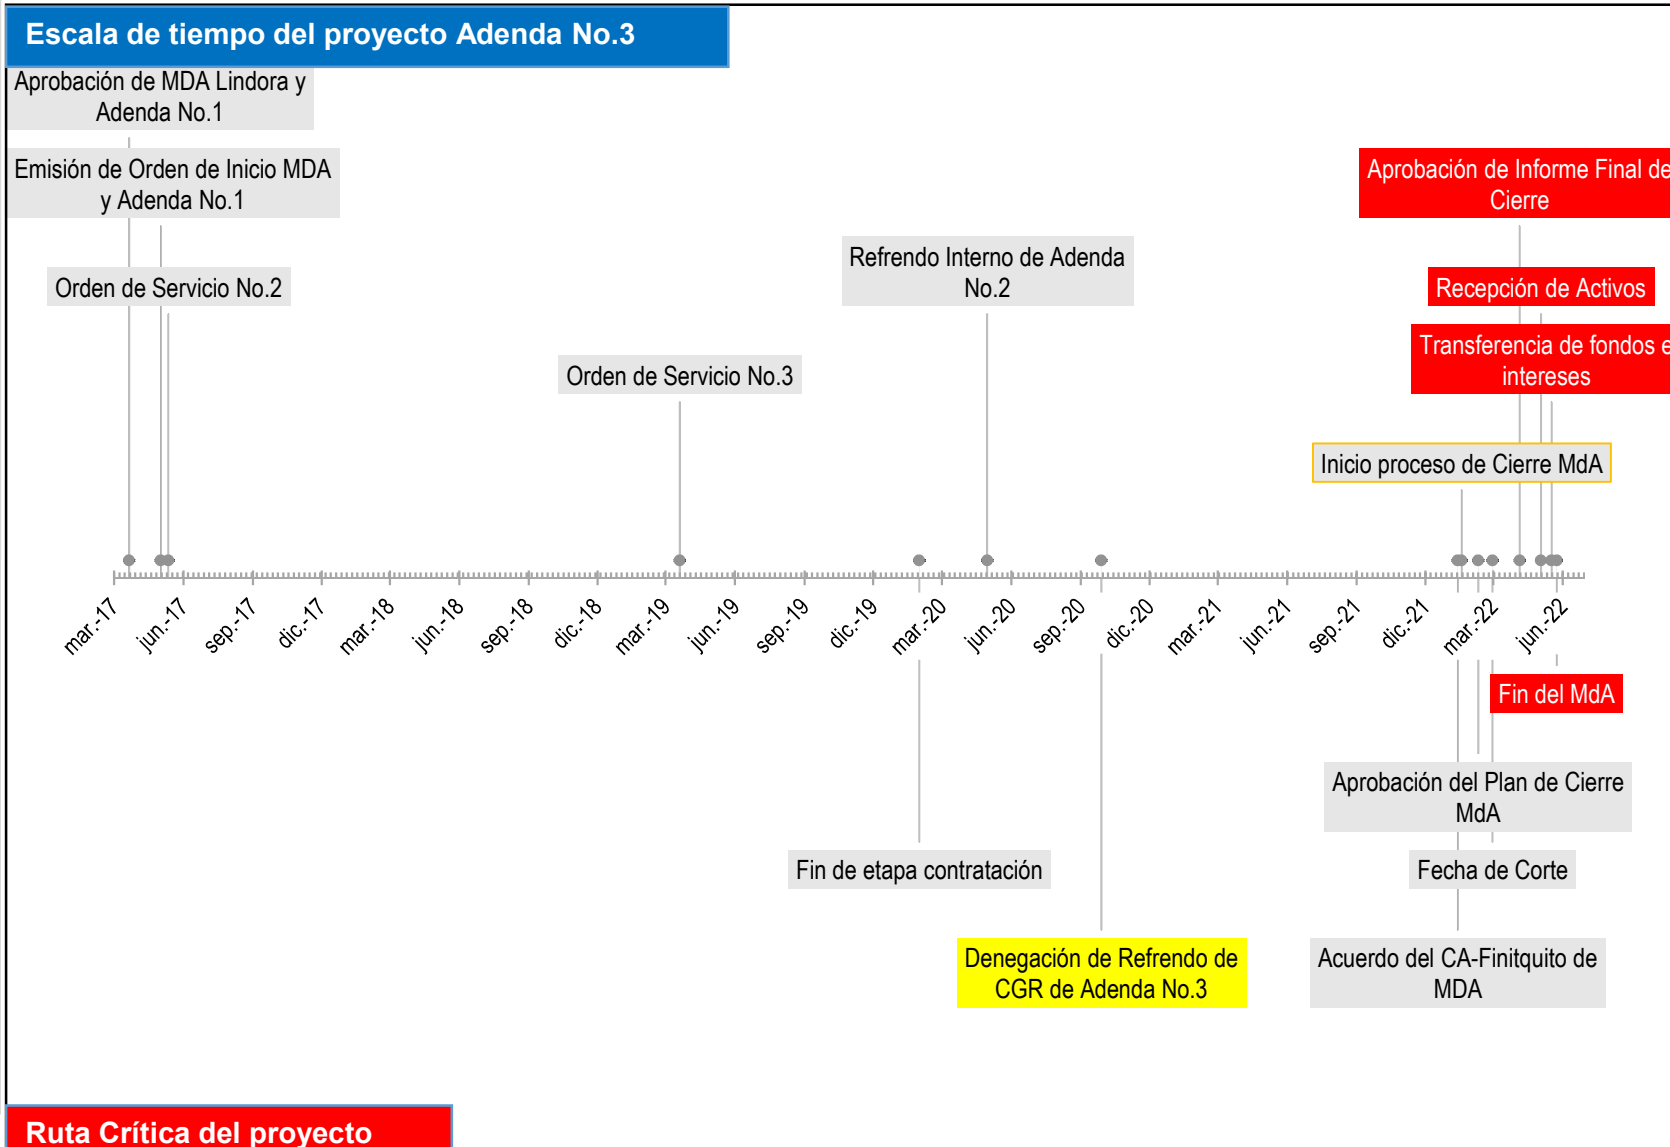 Escala de tiempo del proyecto Adenda No.3
Aprobación de MDA Lindora y
Adenda No.1
Emisión de Orden de Inicio MDA
y Adenda No.1
Orden de Servicio No.2
Orden de Servicio No.3
Refrendo Interno de Adenda
No.2
Aprobación de Informe Final de
Cierre
Recepción de Activos
Transferencia de fondos e
intereses
Inicio proceso de Cierre MdA
mar.-17
jun.-17
sep.-17
dic.-17
mar.-18
jun.-18
sep.-18
dic.-18
mar.-19
jun.-19
sep.-19
dic.-19
mar.-20
jun.-20
sep.-20
dic.-20
mar.-21
jun.-21
sep.-21
dic.-21
mar.-22
jun.-22
Fin del MdA
Aprobación del Plan de Cierre
MdA
Fin de etapa contratación
Fecha de Corte
Denegación de Refrendo de
CGR de Adenda No.3
Acuerdo del CA-Finitquito de
MDA
Ruta Crítica del proyecto